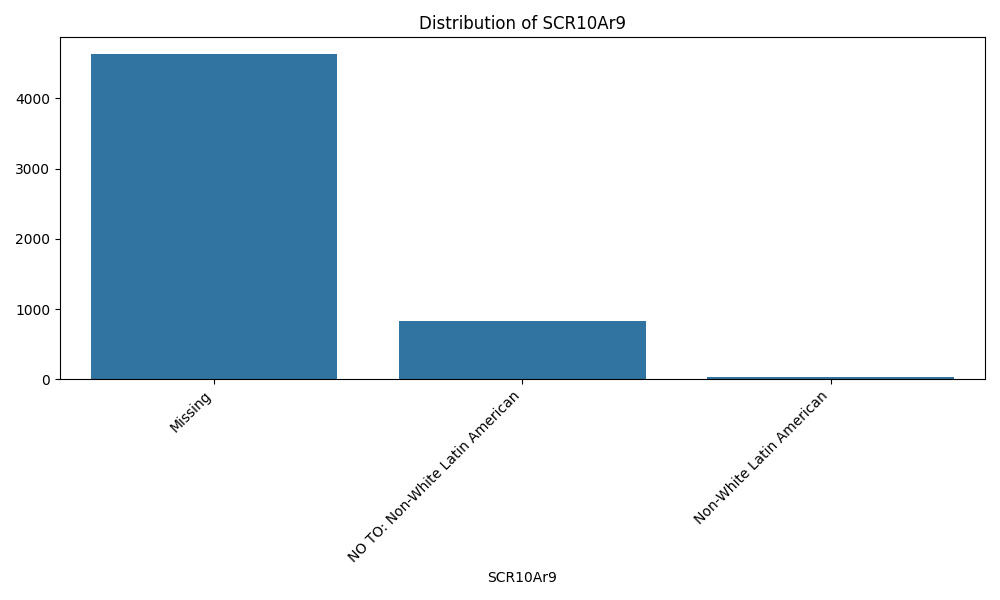 Distribution of SCR10Ar9
4000
3000
2000
1000
0
Missing
NO TO: Non-White Latin American
Non-White Latin American
SCR10Ar9